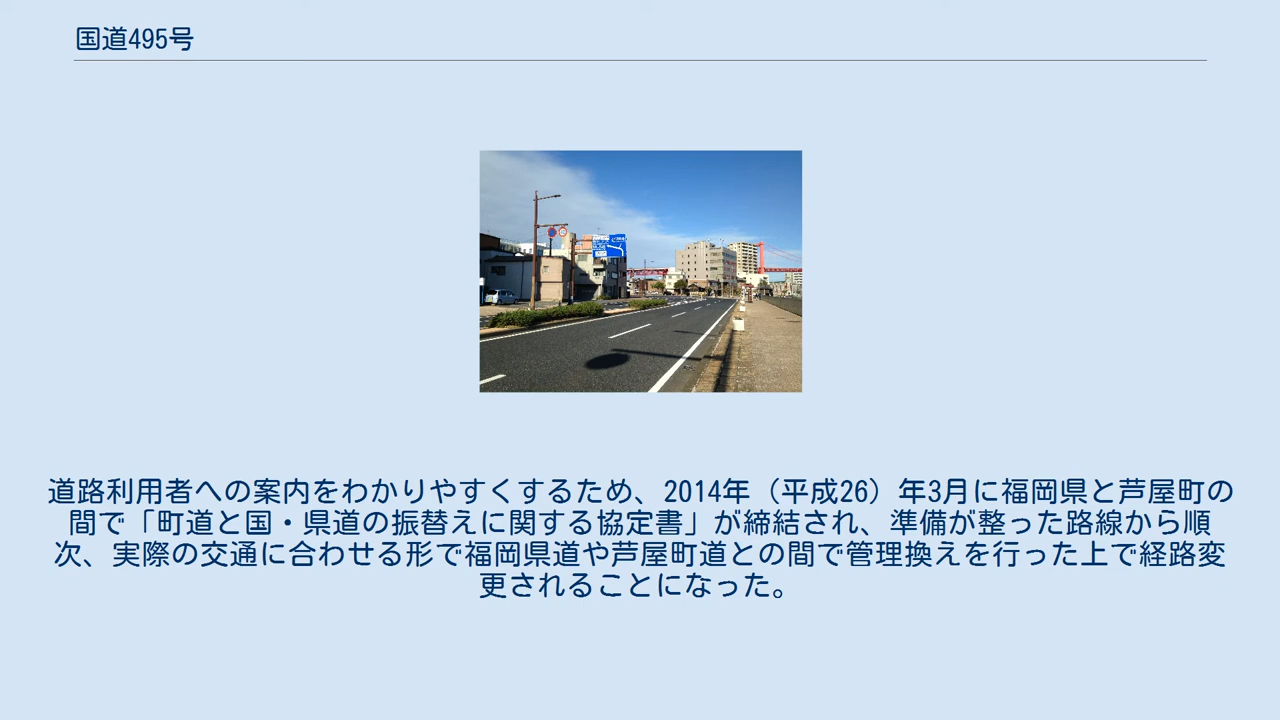 国道495号
道路利用者への案内をわかりやすくするため、2014年（平成26）年3月に福岡県と芦屋町の
間で「町道と国・県道の振替えに関する協定書」が締結され、準備が整った路線から順
次、実際の交通に合わせる形で福岡県道や芦屋町道との間で管理換えを行った上で経路変
更されることになった。